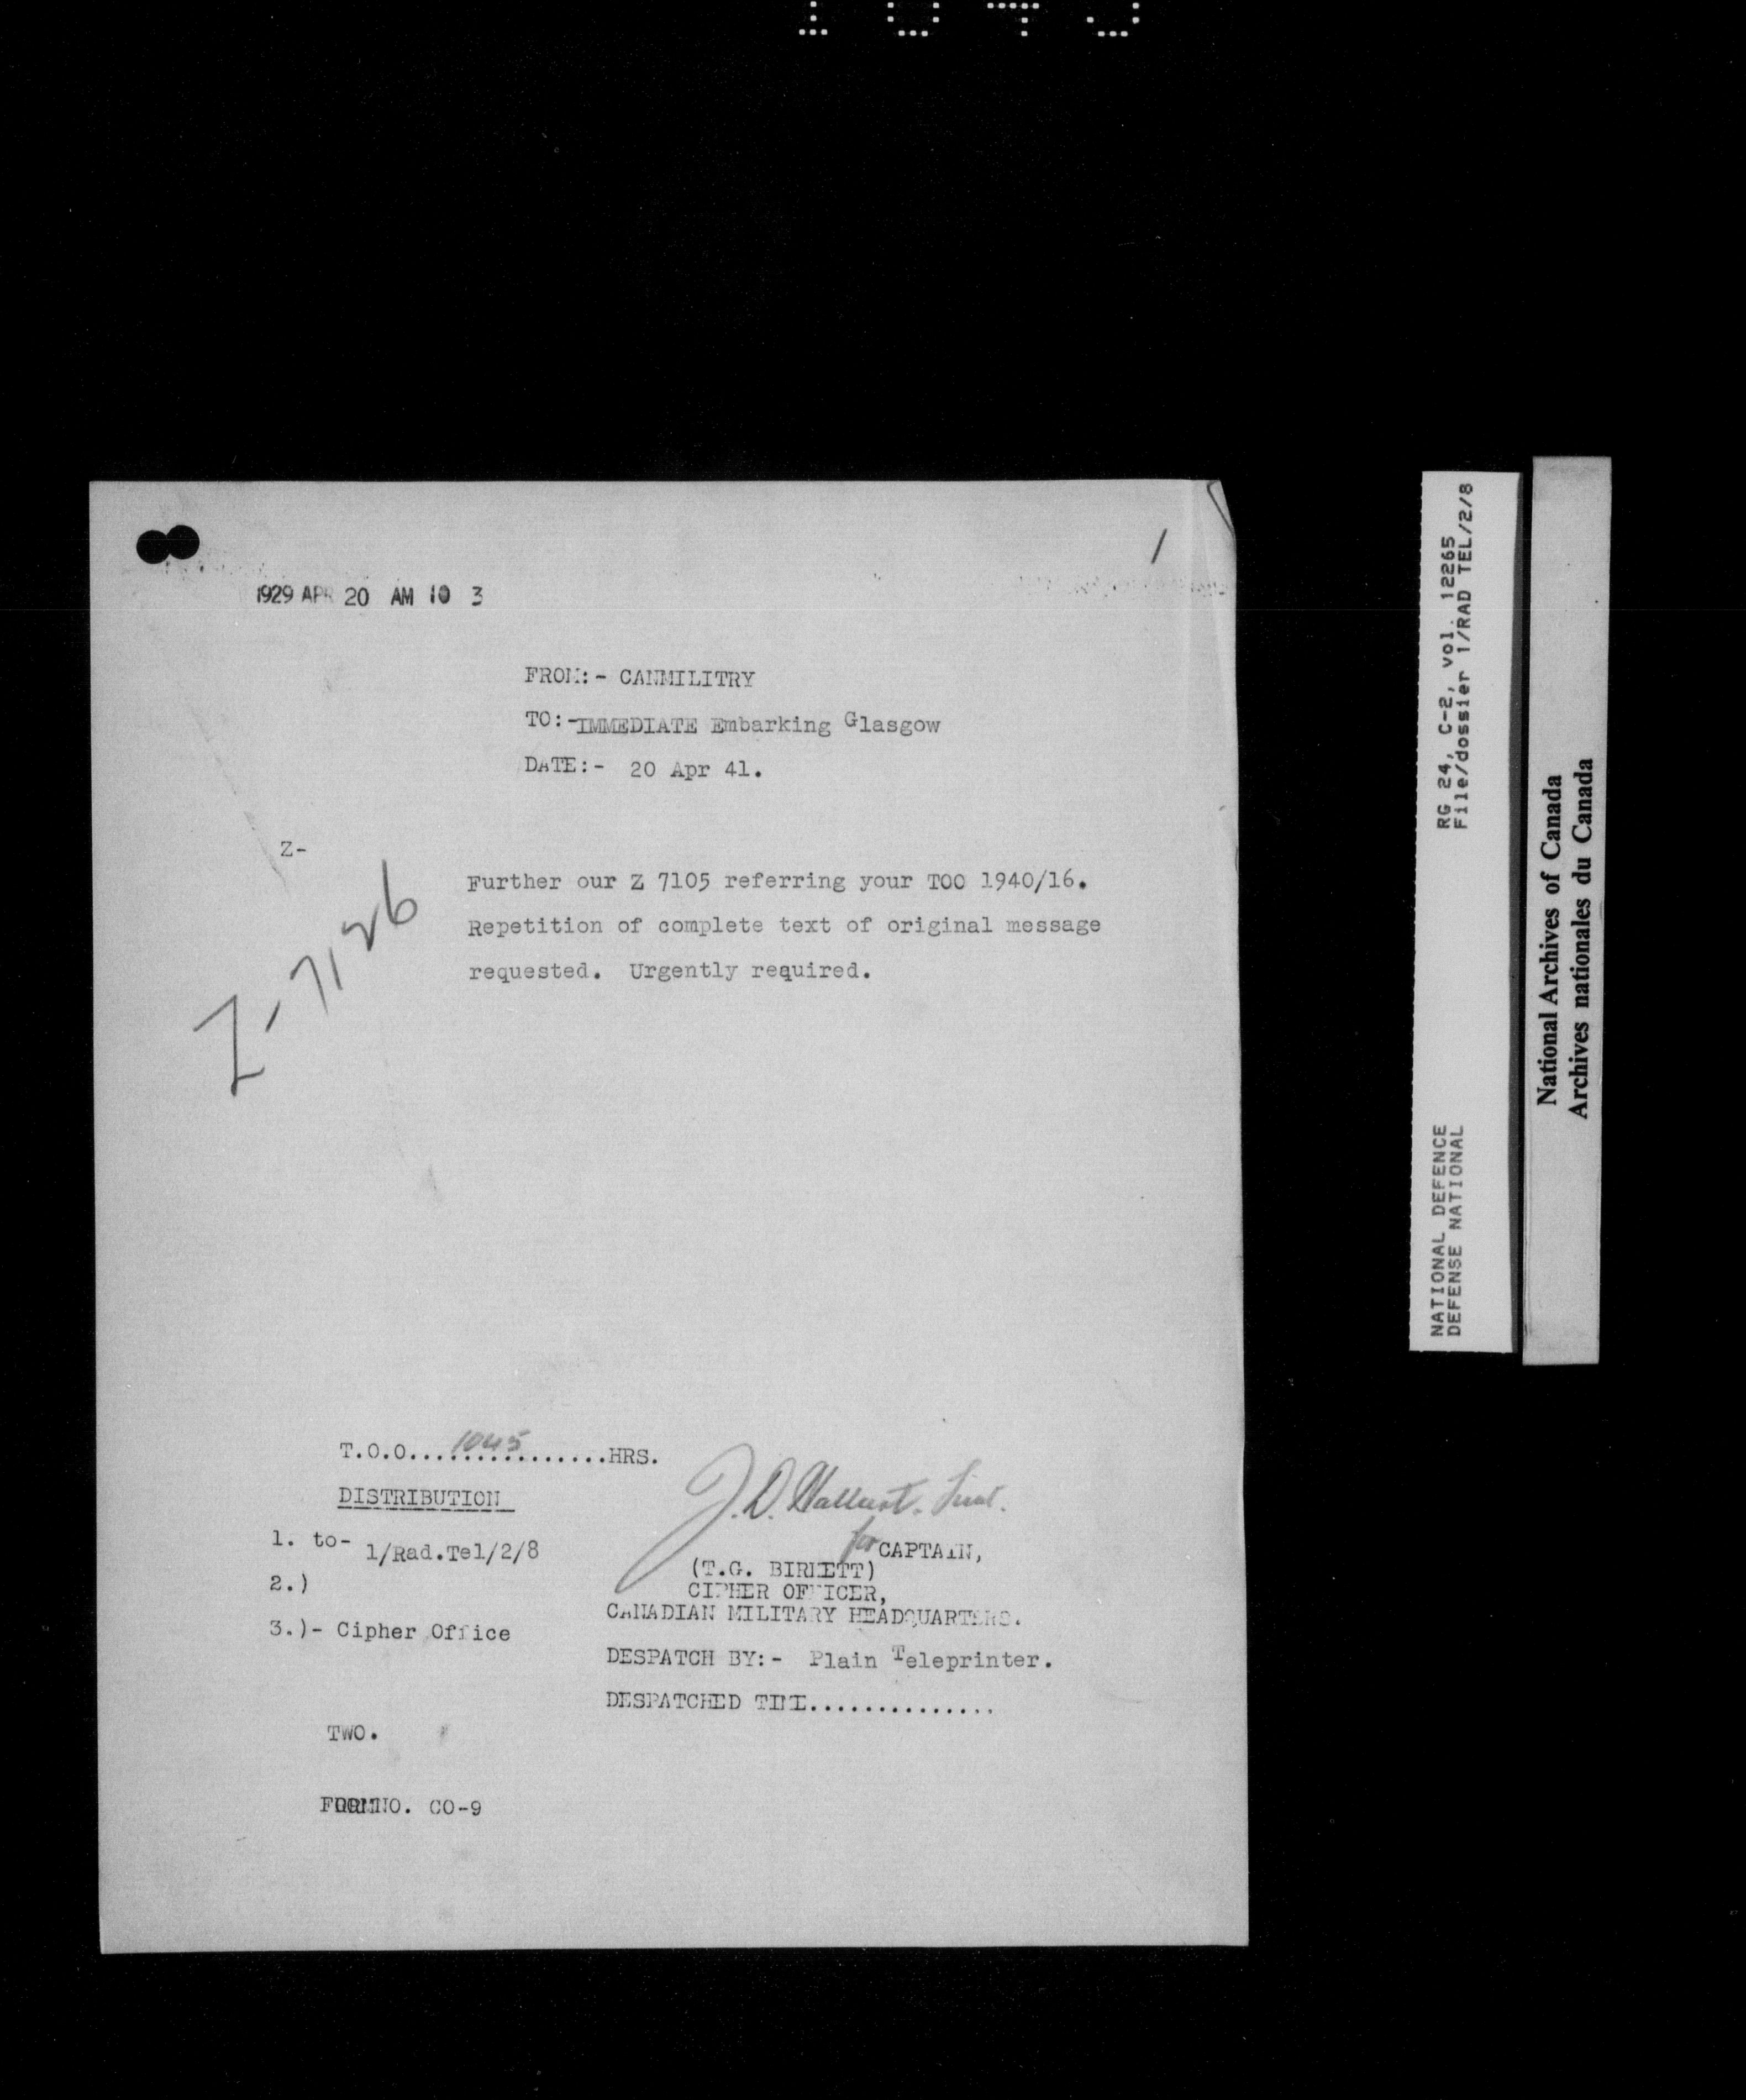 1
1929 APR 20 AM 10 3
FROM:- CANMILITRY
TO:-IMMEDIATE Embarking Glasgow
DATE:- 20 Apr 41.
Z-
Z-7126
Further our Z 7105 referring your TOO 1940/16.
Repetition of complete text of original message
requested. Urgently required.
T.O.O....1045............HRS.
DISTRIBUTION
1. to- 1/Rad.Tel/2/8
2.)
3.)- Cipher Office
J.D. Lieut.
for CAPTAIN,
(T.G. BIRKETT)
CIPHER OFFICER,
CANADIAN MILITARY HEADQUARTERS.
DESPATCH BY:- Plain Teleprinter.
DESPATCHED TIME..............
TWO.
FORM NO. CO-9
RG 24, C-2, vol. 12265
File/dossier 1/RAD TEL/2/8
NATIONAL DEFENCE
DEFENSE NATIONAL
National Archives of Canada
Archives nationales du Canada